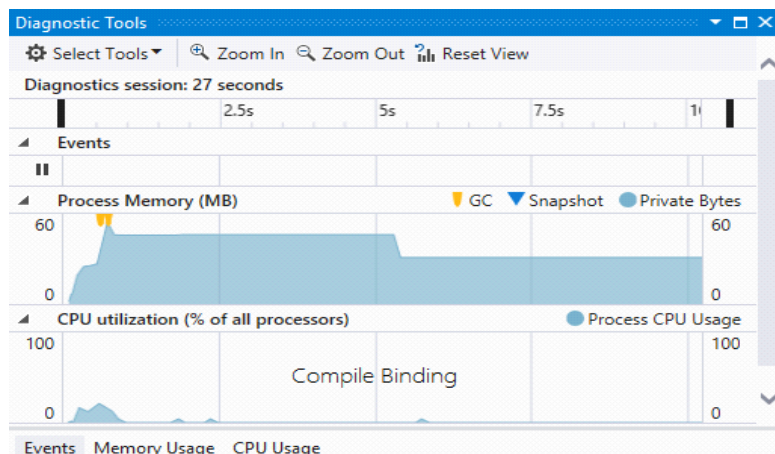 Diagnostic Tools
Select Tools Zoom In Zoom Out Reset View
Diagnostics session: 27 seconds
2.5s 5s 7.5s
Events
Process Memory (MB) GC Snapshot Private Bytes
60 60
0 0
CPU utilization (% of all processors) Process CPU Usage
100 100
Compile Binding
0 0
Events Memory Usage CPU Usage